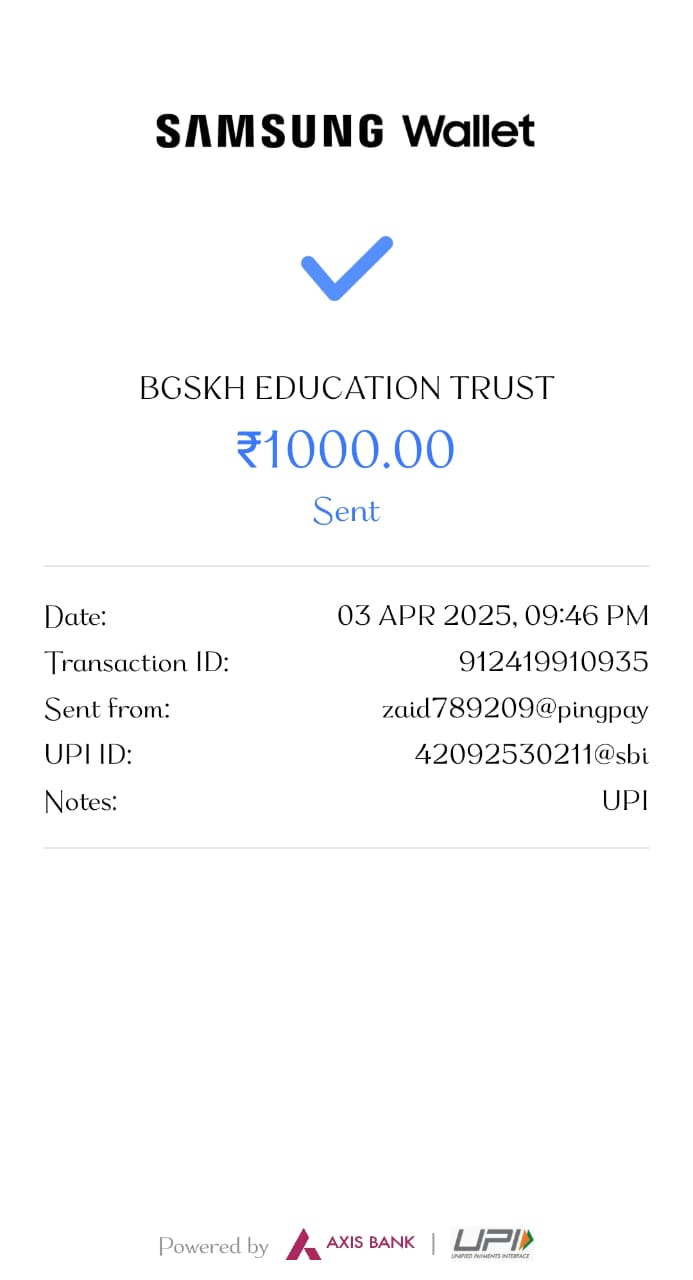 SAMSUNG Wallet
BGSKH EDUCATION TRUST
₹1000.00
Sent
Date: 03 APR 2025, 09:46 PM
Transaction ID: 912419910935
Sent from: zaid789209@pingpay
UPI ID: 42092530211@sbi
Notes: UPI
Powered by AXIS BANK | UPI
UNIFIED PAYMENTS INTERFACE